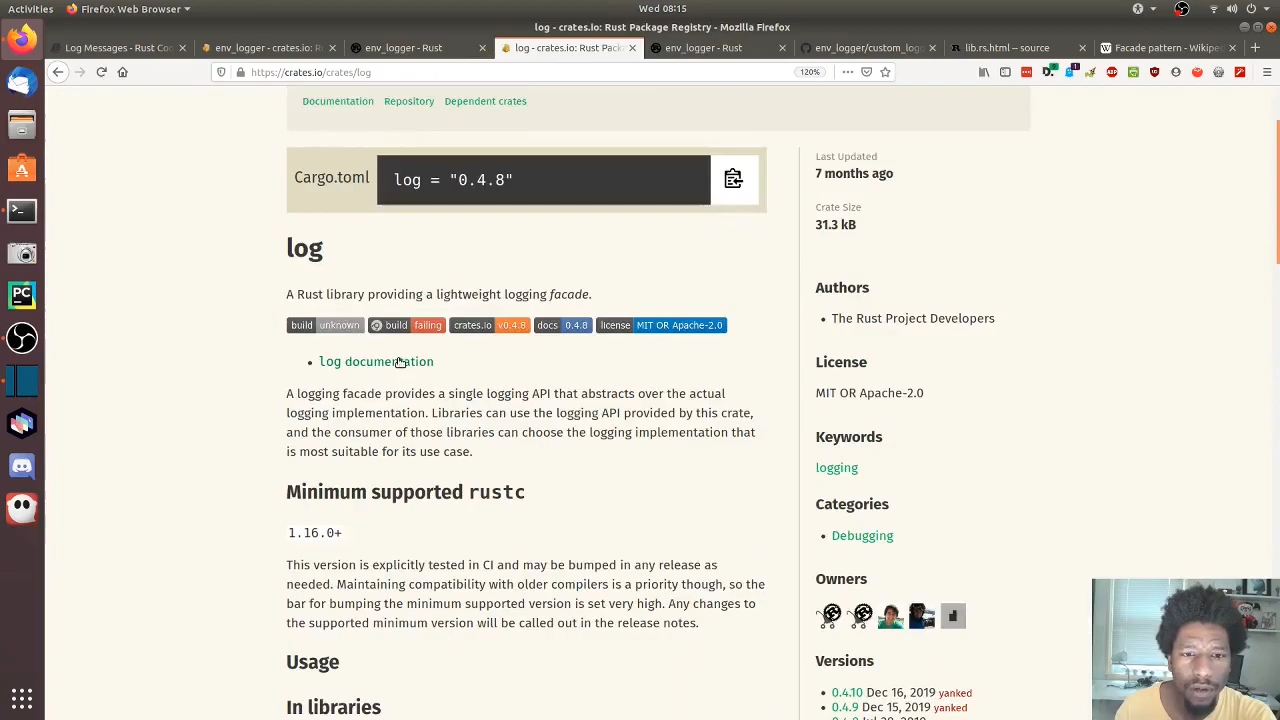 Activities Firefox Web Browser
Wed 08:15
log - crates.io: Rust Package Registry - Mozilla Firefox
Log Messages - Rust Coo
env_logger - crates.io: Ru
env_logger - Rust
log - crates.io: Rust Pack
env_logger - Rust
env_logger/custom_logg
lib.rs.html -- source
Facade pattern - Wikiped
https://crates.io/crates/log
120%
Documentation Repository Dependent crates
Cargo.toml
log = "0.4.8"
log
A Rust library providing a lightweight logging facade.
build unknown build failing crates.io v0.4.8 docs 0.4.8 license MIT OR Apache-2.0
• log documentation
A logging facade provides a single logging API that abstracts over the actual
logging implementation. Libraries can use the logging API provided by this crate,
and the consumer of those libraries can choose the logging implementation that
is most suitable for its use case.
Minimum supported rustc
1.16.0+
This version is explicitly tested in CI and may be bumped in any release as
needed. Maintaining compatibility with older compilers is a priority though, so the
bar for bumping the minimum supported version is set very high. Any changes to
the supported minimum version will be called out in the release notes.
Usage
In libraries
Last Updated
7 months ago
Crate Size
31.3 kB
Authors
• The Rust Project Developers
License
MIT OR Apache-2.0
Keywords
logging
Categories
• Debugging
Owners
Versions
• 0.4.10 Dec 16, 2019 yanked
• 0.4.9 Dec 15, 2019 yanked